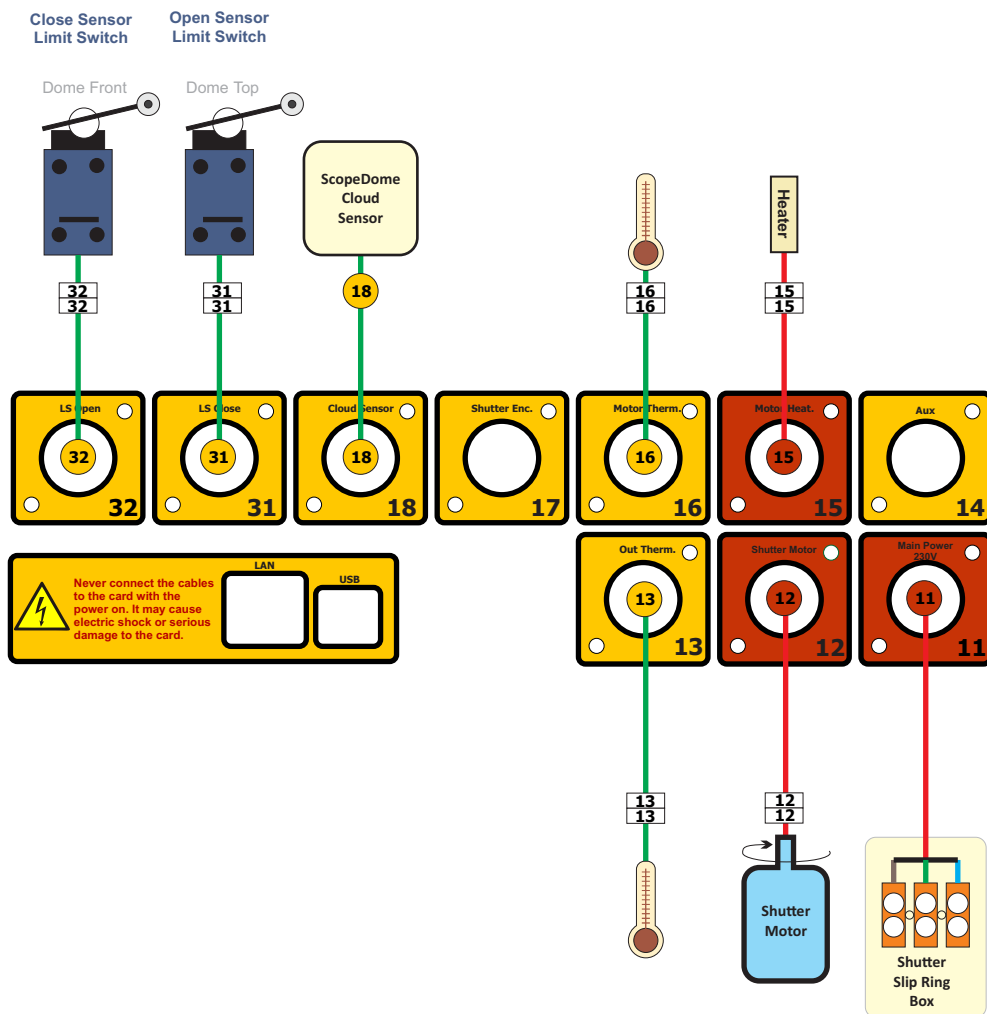 Close Sensor
Limit Switch
Open Sensor
Limit Switch
Dome Front
Dome Top
ScopeDome
Cloud
Sensor
Heater
32
32
31
31
18
16
16
15
15
LS Open
32
32
LS Close
31
31
Cloud Sensor
18
18
Shutter Enc.
17
Motor Therm.
16
16
Motor Heat.
15
15
Aux
14
Never connect the cables
to the card with the
power on. It may cause
electric shock or serious
damage to the card.
LAN
USB
Out Therm.
13
13
Shutter Motor
12
12
Main Power
230V
11
11
13
13
12
12
Shutter
Motor
Shutter
Slip Ring
Box